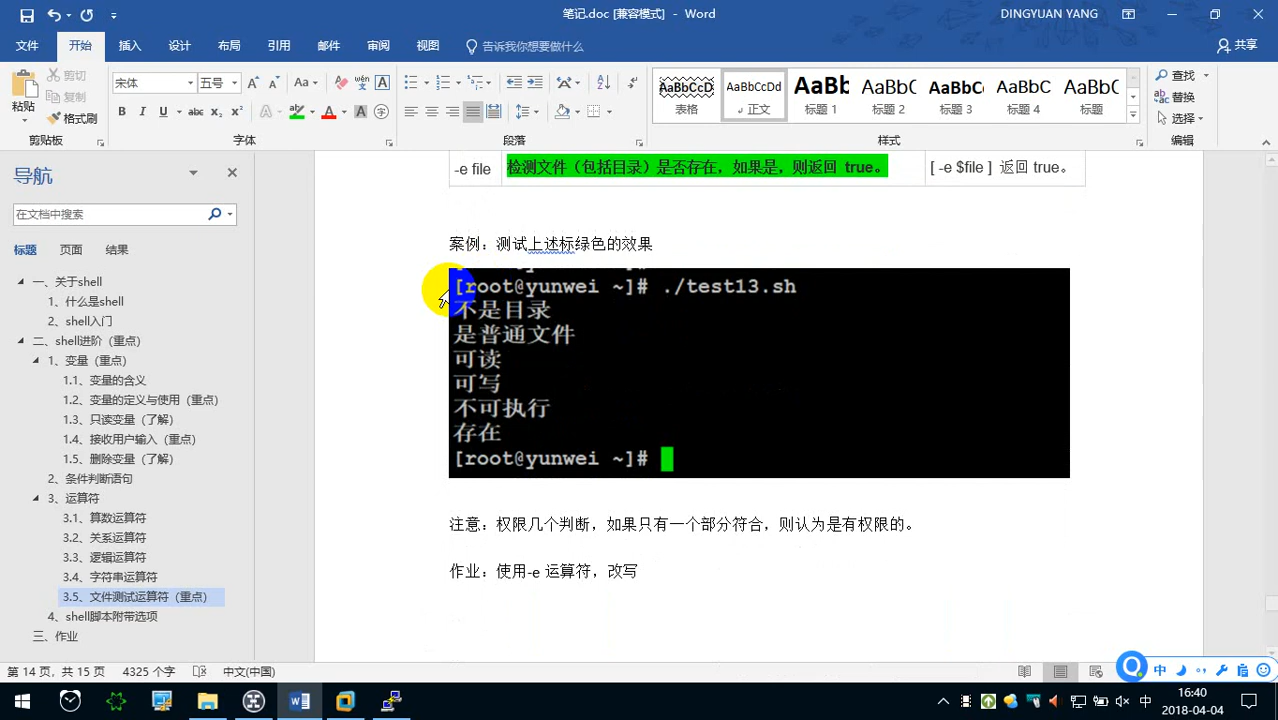 笔记.doc [兼容模式] - Word
DINGYUAN YANG
文件 开始 插入 设计 布局 引用 邮件 审阅 视图 告诉我你想要做什么 共享
粘贴 剪切 复制 格式刷
宋体 五号
AaBbCcD 表格
AaBbCcDd 正文
AaBb 标题 1
AaBbC 标题 2
AaBbCc 标题 3
AaBbCc 标题 4
AaBbC 标题
查找 替换 选择
剪贴板 字体 段落 样式 编辑
导航
在文档中搜索
标题 页面 结果
一、关于shell
1、什么是shell
2、shell入门
二、shell进阶（重点）
1、变量（重点）
1.1、变量的含义
1.2、变量的定义与使用（重点）
1.3、只读变量（了解）
1.4、接收用户输入（重点）
1.5、删除变量（了解）
2、条件判断语句
3、运算符
3.1、算数运算符
3.2、关系运算符
3.3、逻辑运算符
3.4、字符串运算符
3.5、文件测试运算符（重点）
4、shell脚本附带选项
三、作业
-e file 检测文件（包括目录）是否存在，如果是，则返回 true。 [ -e $file ] 返回 true。
案例：测试上述标绿色的效果
[root@yunwei ~]# ./test13.sh
不是目录
是普通文件
可读
可写
不可执行
存在
[root@yunwei ~]#
注意：权限几个判断，如果只有一个部分符合，则认为是有权限的。
作业：使用-e 运算符，改写
第 14 页，共 15 页 4325 个字 中文(中国)
中
中 16:40
2018-04-04